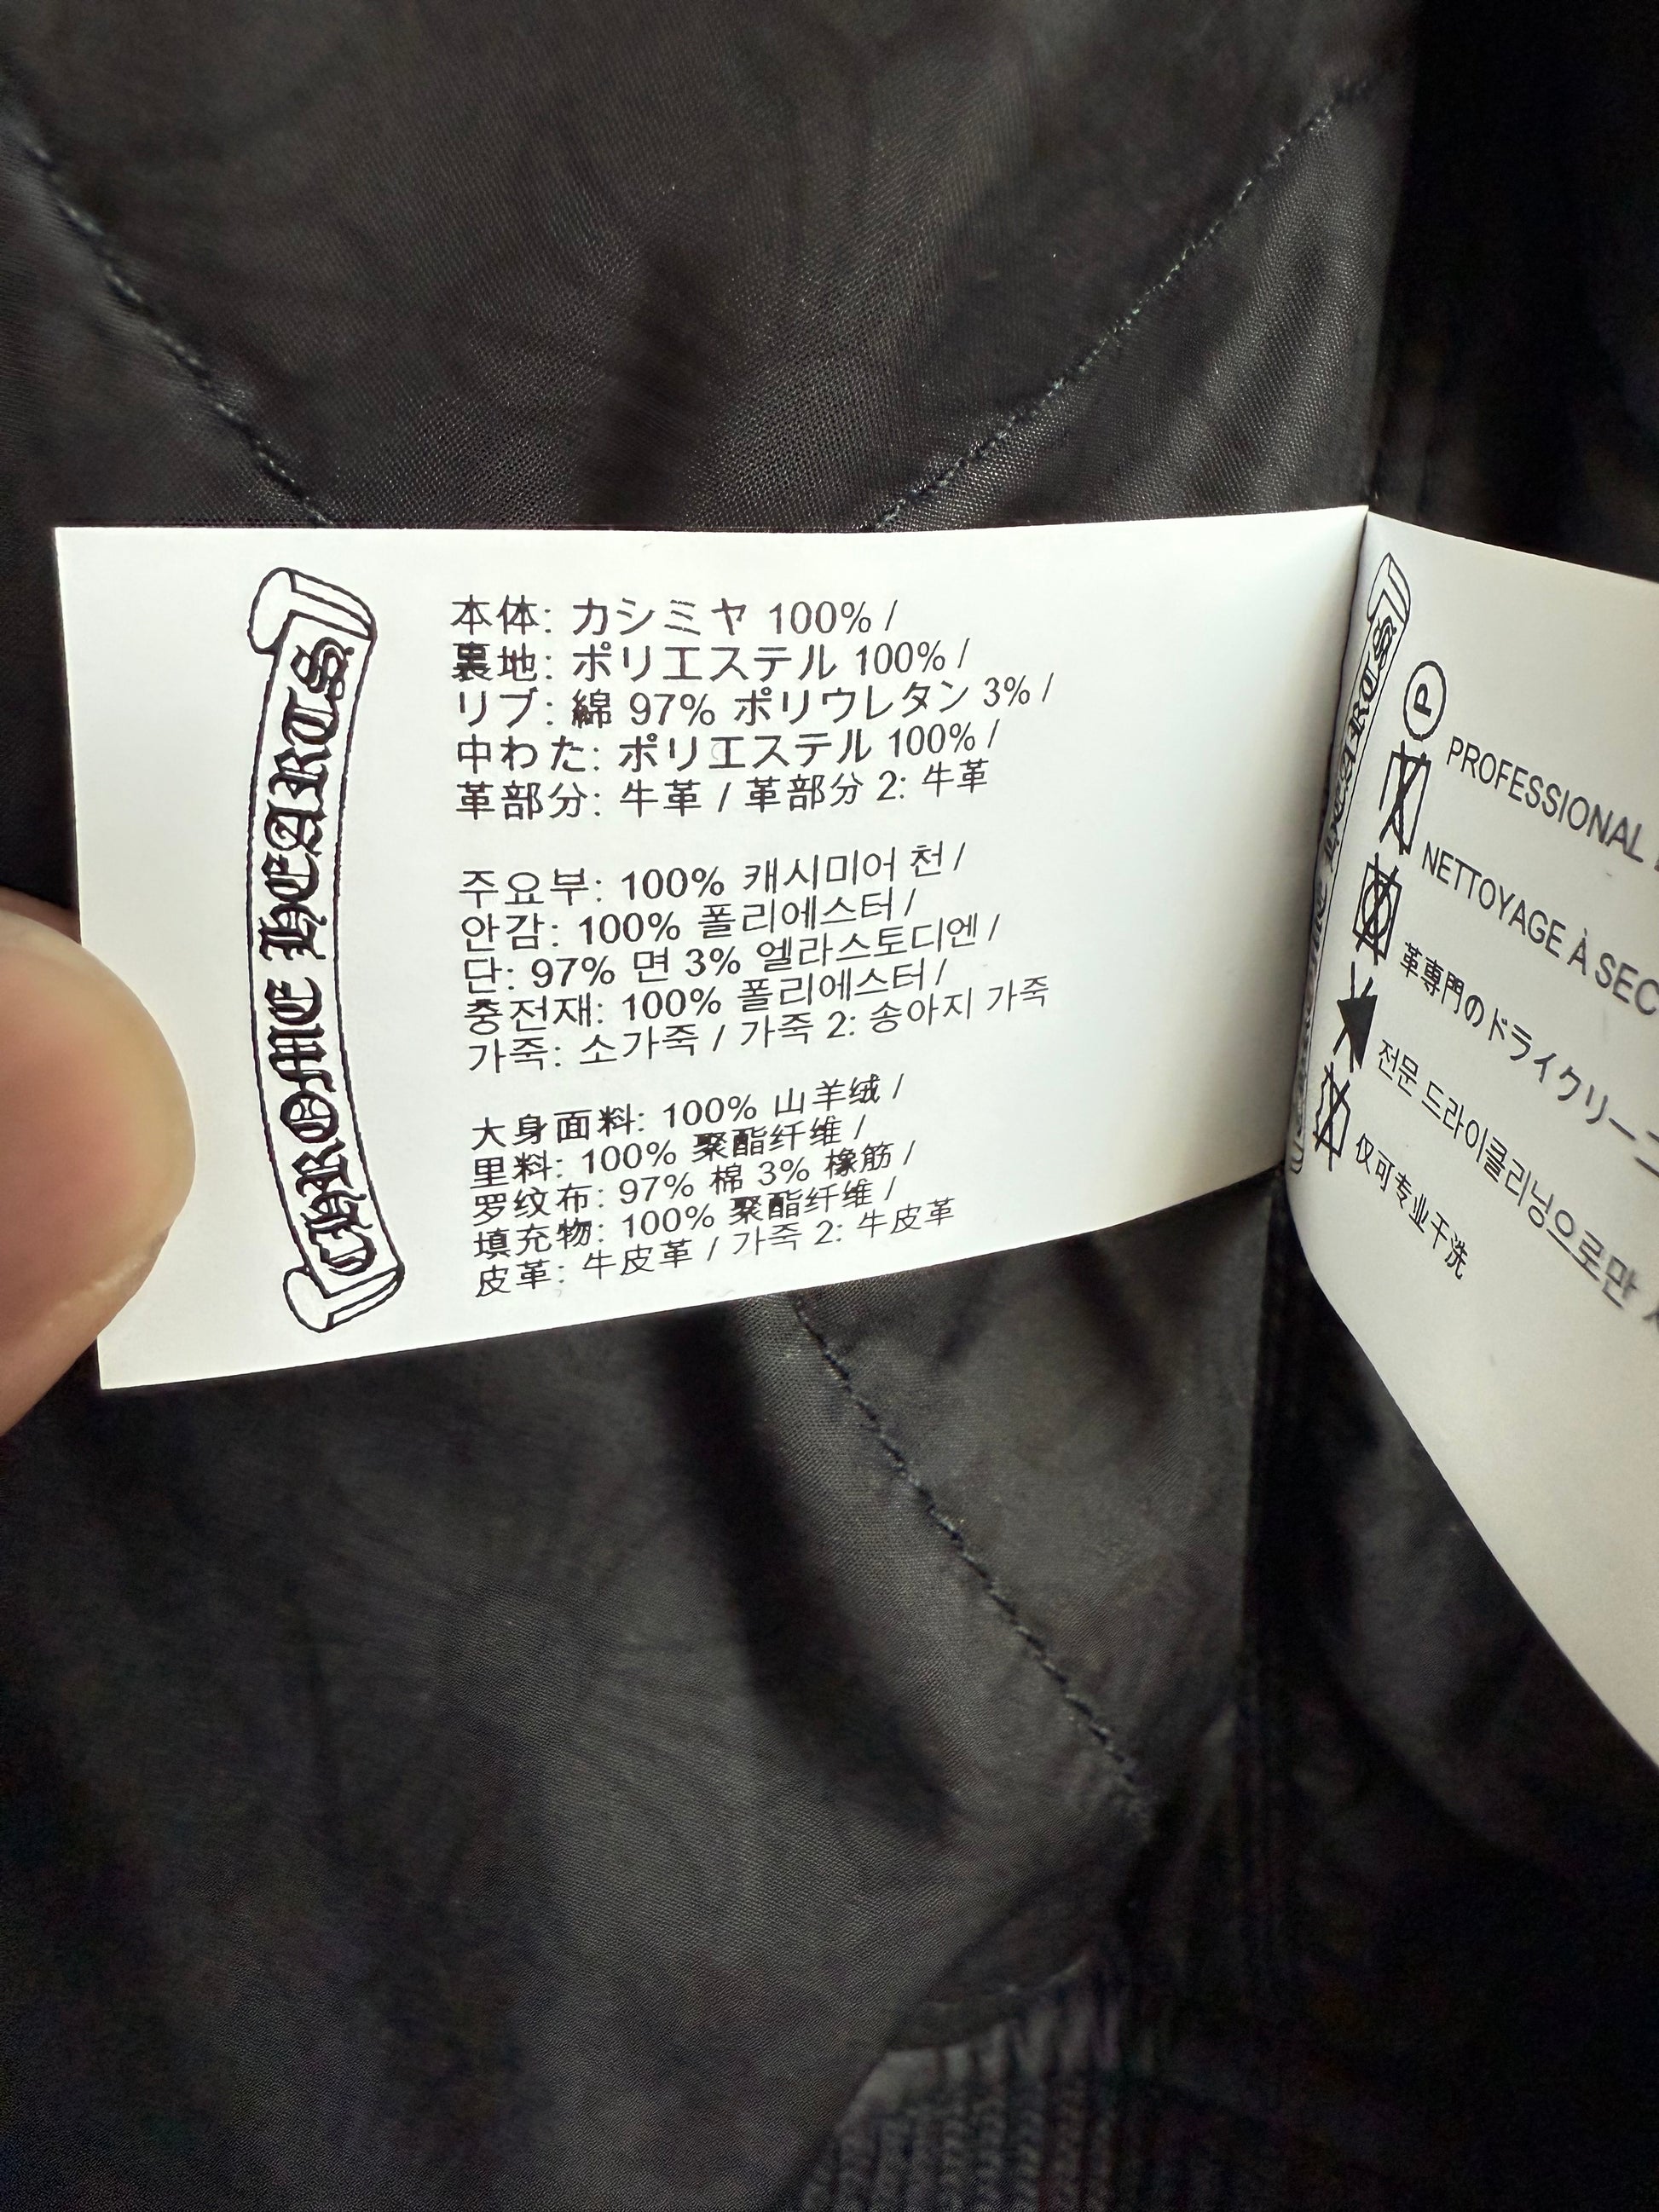 CHROME HEARTS
本体: カシミヤ 100% /
裏地: ポリエステル 100% /
リブ: 綿 97% ポリウレタン 3% /
中わた: ポリエステル 100% /
革部分: 牛革 / 革部分 2: 牛革
주요부: 100% 캐시미어 천 /
안감: 100% 폴리에스터 /
단: 97% 면 3% 엘라스토디엔 /
충전재: 100% 폴리에스터 /
가죽: 소가죽 / 가죽 2: 송아지 가죽
大身面料: 100% 山羊绒 /
里料: 100% 聚酯纤维 /
罗纹布: 97% 棉 3% 橡筋 /
填充物: 100% 聚酯纤维 /
皮革: 牛皮革 / 가죽 2: 牛皮革
CHROME HEARTS
P
PROFESSIONAL
NETTOYAGE À SEC
革専門のドライクリーニ
전문 드라이클리닝으로만
仅可专业干洗